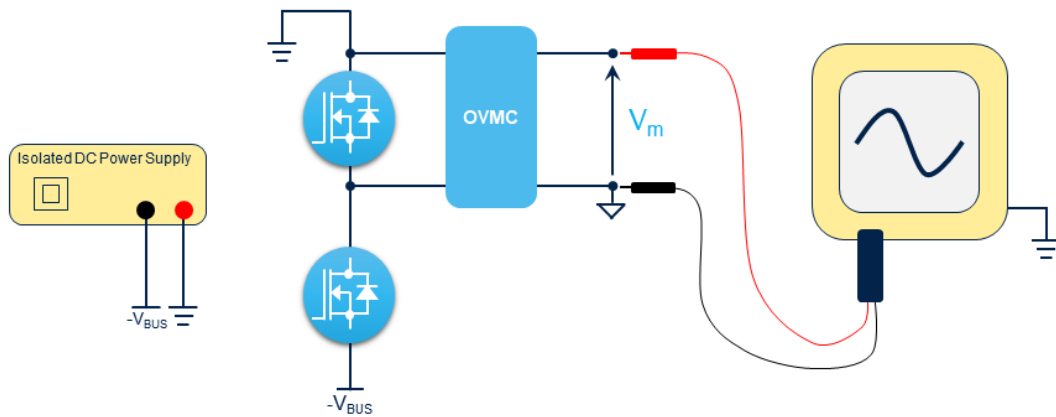 OVMC
Vm
Isolated DC Power Supply
-VBUS
-VBUS